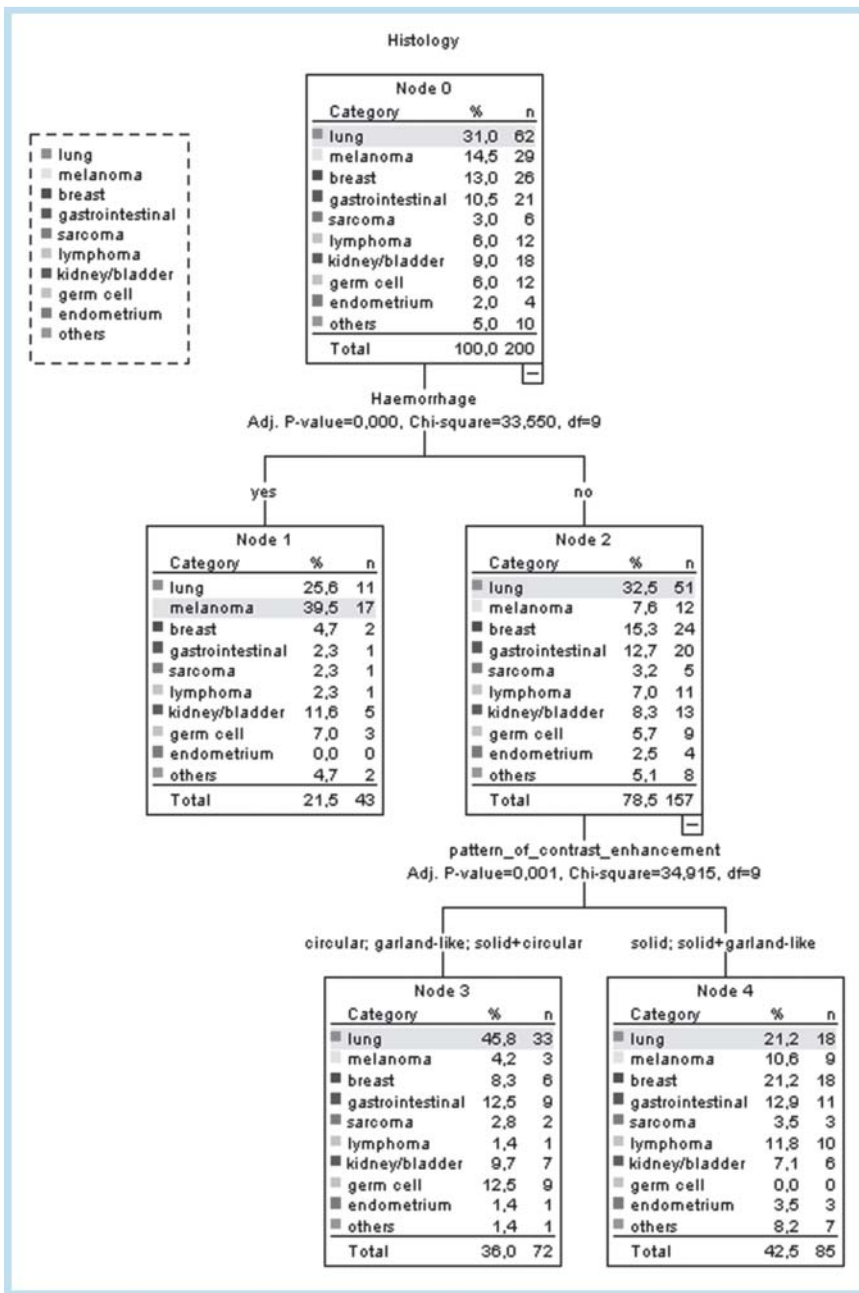 Histology
Node 0
Category % n
lung 31,0 62
melanoma 14,5 29
breast 13,0 26
gastrointestinal 10,5 21
sarcoma 3,0 6
lymphoma 6,0 12
kidney/bladder 9,0 18
germ cell 6,0 12
endometrium 2,0 4
others 5,0 10
Total 100,0 200
lung
melanoma
breast
gastrointestinal
sarcoma
lymphoma
kidney/bladder
germ cell
endometrium
others
Haemorrhage
Adj. P-value=0,000, Chi-square=33,550, df=9
yes
no
Node 1
Category % n
lung 25,6 11
melanoma 39,5 17
breast 4,7 2
gastrointestinal 2,3 1
sarcoma 2,3 1
lymphoma 2,3 1
kidney/bladder 11,6 5
germ cell 7,0 3
endometrium 0,0 0
others 4,7 2
Total 21,5 43
Node 2
Category % n
lung 32,5 51
melanoma 7,6 12
breast 15,3 24
gastrointestinal 12,7 20
sarcoma 3,2 5
lymphoma 7,0 11
kidney/bladder 8,3 13
germ cell 5,7 9
endometrium 2,5 4
others 5,1 8
Total 78,5 157
pattern_of_contrast_enhancement
Adj. P-value=0,001, Chi-square=34,915, df=9
circular; garland-like; solid+circular
solid; solid+garland-like
Node 3
Category % n
lung 45,8 33
melanoma 4,2 3
breast 8,3 6
gastrointestinal 12,5 9
sarcoma 2,8 2
lymphoma 1,4 1
kidney/bladder 9,7 7
germ cell 12,5 9
endometrium 1,4 1
others 1,4 1
Total 36,0 72
Node 4
Category % n
lung 21,2 18
melanoma 10,6 9
breast 21,2 18
gastrointestinal 12,9 11
sarcoma 3,5 3
lymphoma 11,8 10
kidney/bladder 7,1 6
germ cell 0,0 0
endometrium 3,5 3
others 8,2 7
Total 42,5 85